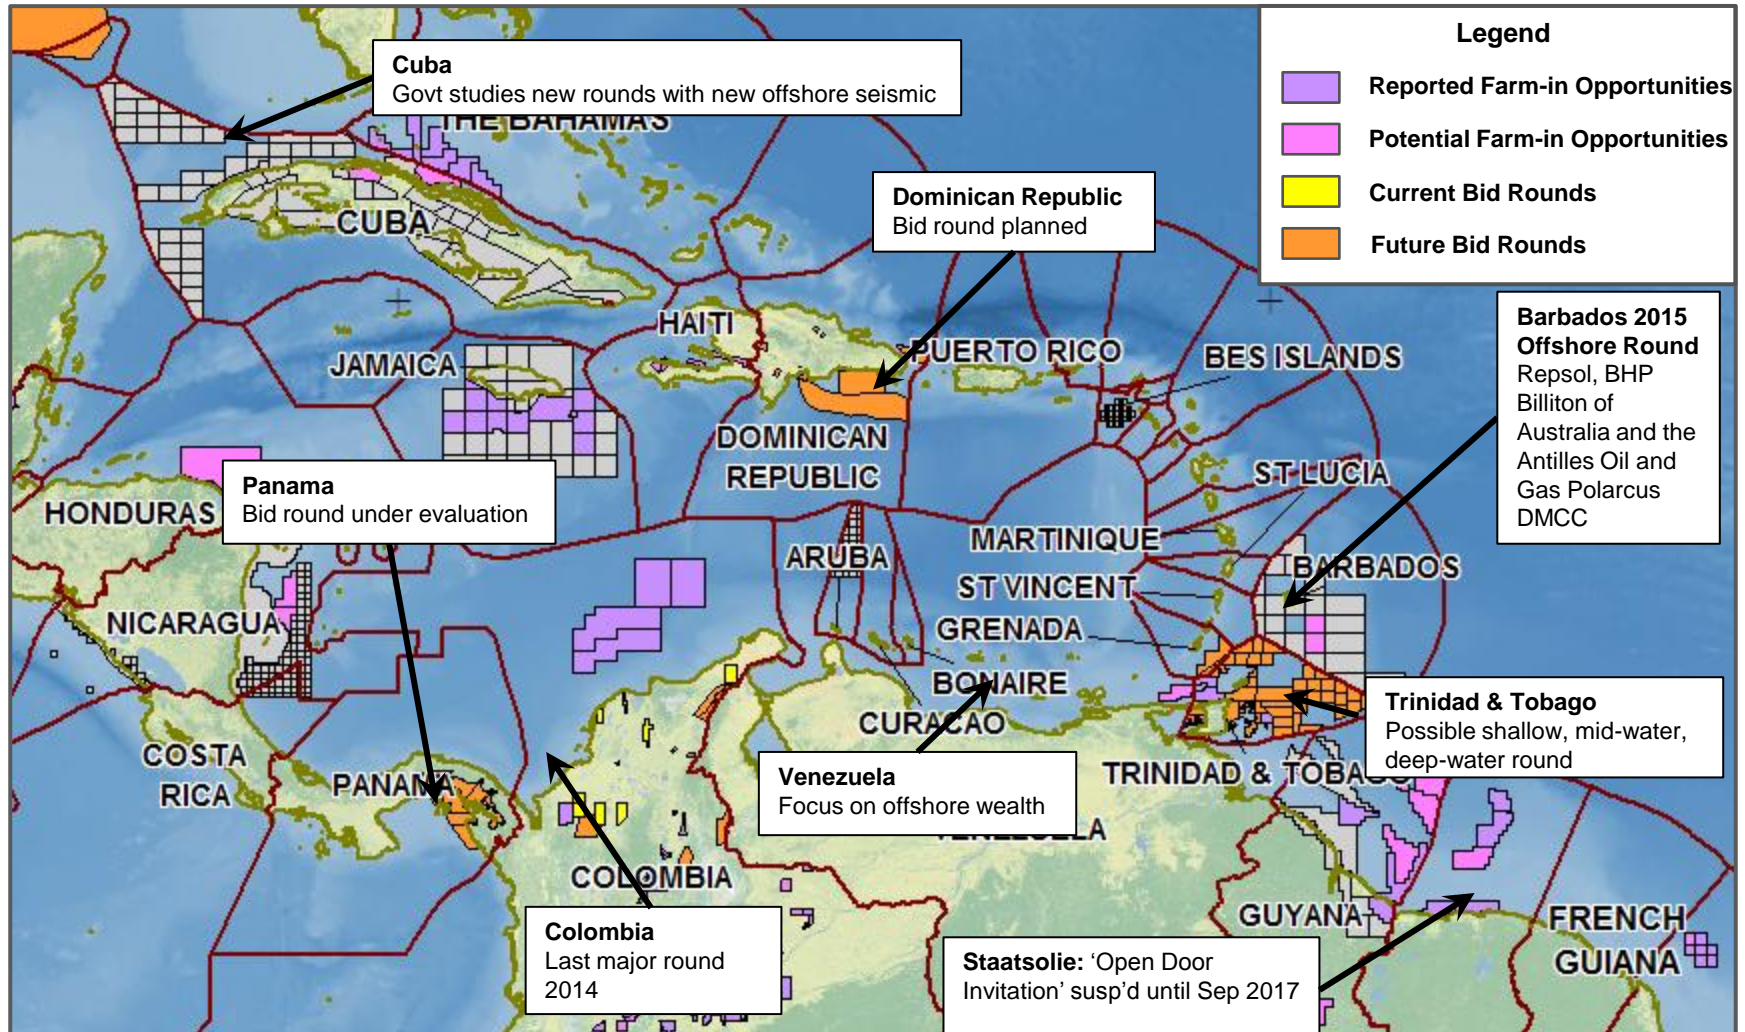 Legend
Reported Farm-in Opportunities
Potential Farm-in Opportunities
Current Bid Rounds
Future Bid Rounds
Cuba
Govt studies new rounds with new offshore seismic
THE BAHAMAS
CUBA
Dominican Republic
Bid round planned
Barbados 2015
Offshore Round
Repsol, BHP
Billiton of
Australia and the
Antilles Oil and
Gas Polarcus
DMCC
HAITI
JAMAICA
PUERTO RICO
BES ISLANDS
DOMINICAN
REPUBLIC
ST LUCIA
Panama
Bid round under evaluation
HONDURAS
MARTINIQUE
ARUBA
BARBADOS
ST VINCENT
NICARAGUA
GRENADA
BONAIRE
CURACAO
Trinidad & Tobago
Possible shallow, mid-water,
deep-water round
COSTA
RICA
PANAMA
Venezuela
Focus on offshore wealth
TRINIDAD & TOBAGO
VENEZUELA
COLOMBIA
GUYANA
FRENCH
GUIANA
Colombia
Last major round
2014
Staatsolie: ‘Open Door
Invitation’ susp’d until Sep 2017